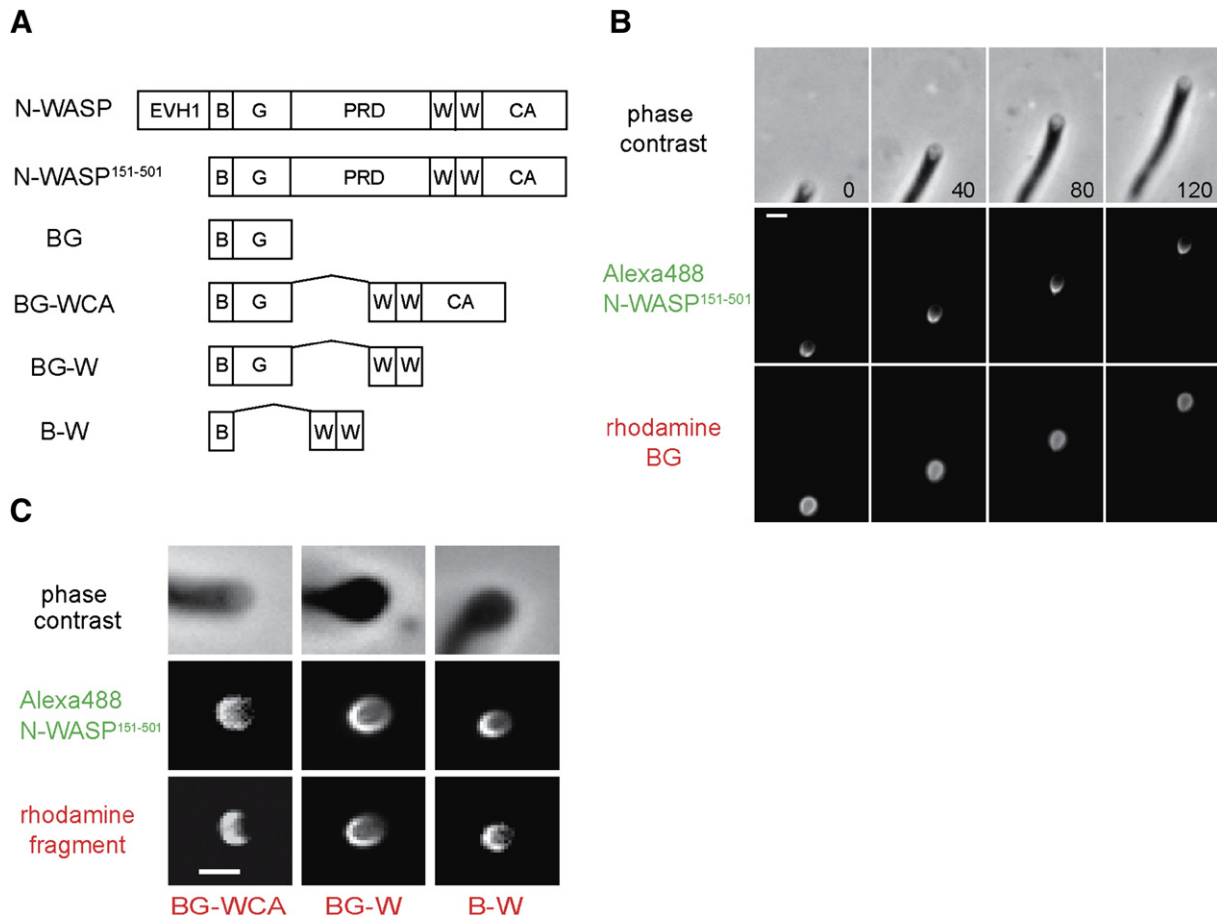 A
N-WASP EVH1 B G PRD W W CA
N-WASP151-501 B G PRD W W CA
BG B G
BG-WCA B G W W CA
BG-W B G W W
B-W B W W
B
phase
contrast
0 40 80 120
Alexa488
N-WASP151-501
rhodamine
BG
C
phase
contrast
Alexa488
N-WASP151-501
rhodamine
fragment
BG-WCA BG-W B-W